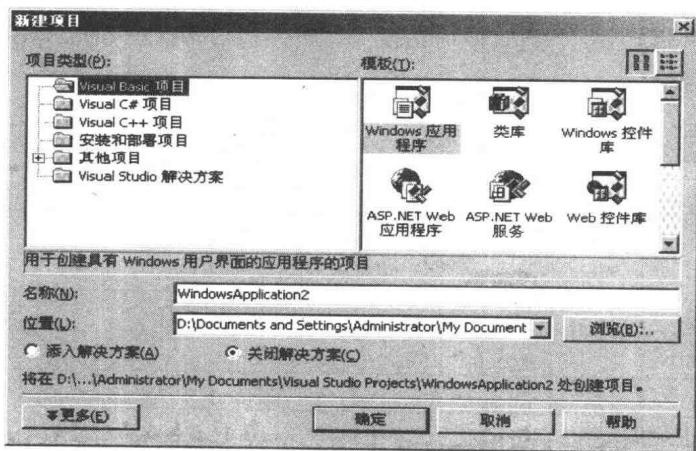 新建项目
项目类型(P):
模板(T):
Visual Basic 项目
Visual C# 项目
Visual C++ 项目
安装和部署项目
其他项目
Visual Studio 解决方案
Windows 应用
程序
类库
Windows 控件
库
ASP.NET Web
应用程序
ASP.NET Web
服务
Web 控件库
用于创建具有 Windows 用户界面的应用程序的项目
名称(N):
WindowsApplication2
位置(L):
D:\Documents and Settings\Administrator\My Document
浏览(B)...
添入解决方案(A)
关闭解决方案(C)
将在 D:\...\Administrator\My Documents\Visual Studio Projects\WindowsApplication2 处创建项目。
更多(E)
确定
取消
帮助